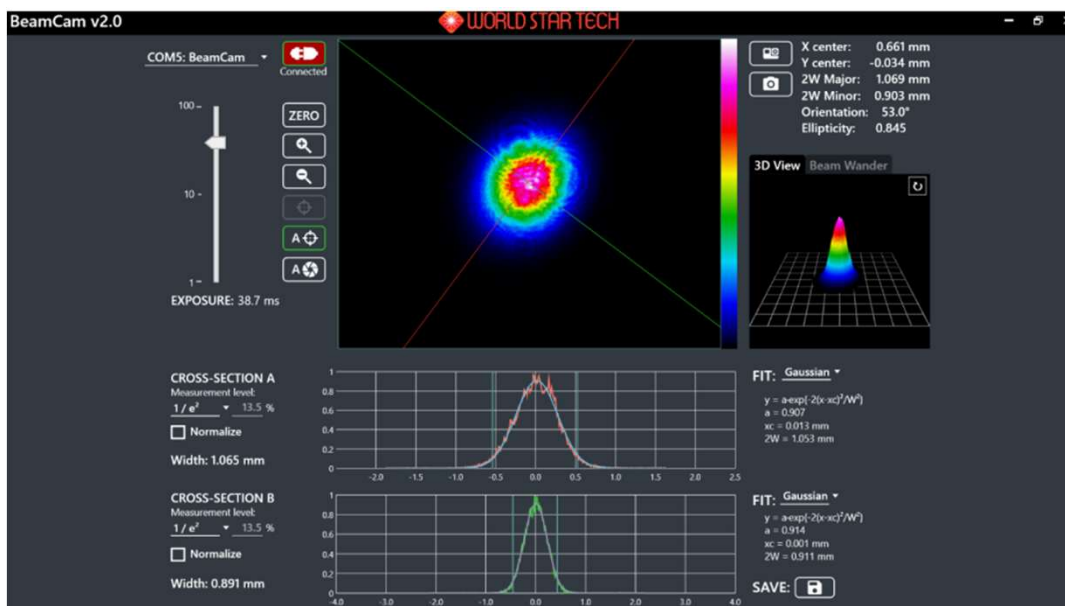 BeamCam v2.0
WORLD STAR TECH
COM5: BeamCam
Connected
100
10
1
EXPOSURE: 38.7 ms
ZERO
A
A
X center: 0.661 mm
Y center: -0.034 mm
2W Major: 1.069 mm
2W Minor: 0.903 mm
Orientation: 53.0°
Ellipticity: 0.845
3D View Beam Wander
CROSS-SECTION A
Measurement level:
1 / e² 13.5 %
Normalize
Width: 1.065 mm
1
0.8
0.6
0.4
0.2
0
-2.0 -1.5 -1.0 -0.5 0.0 0.5 1.0 1.5 2.0 2.5
FIT: Gaussian
y = a·exp[-2(x-xc)²/W²]
a = 0.907
xc = 0.013 mm
2W = 1.053 mm
CROSS-SECTION B
Measurement level:
1 / e² 13.5 %
Normalize
Width: 0.891 mm
1
0.8
0.6
0.4
0.2
0
-4.0 -3.0 -2.0 -1.0 0.0 1.0 2.0 3.0 4.0
FIT: Gaussian
y = a·exp[-2(x-xc)²/W²]
a = 0.914
xc = 0.001 mm
2W = 0.911 mm
SAVE: